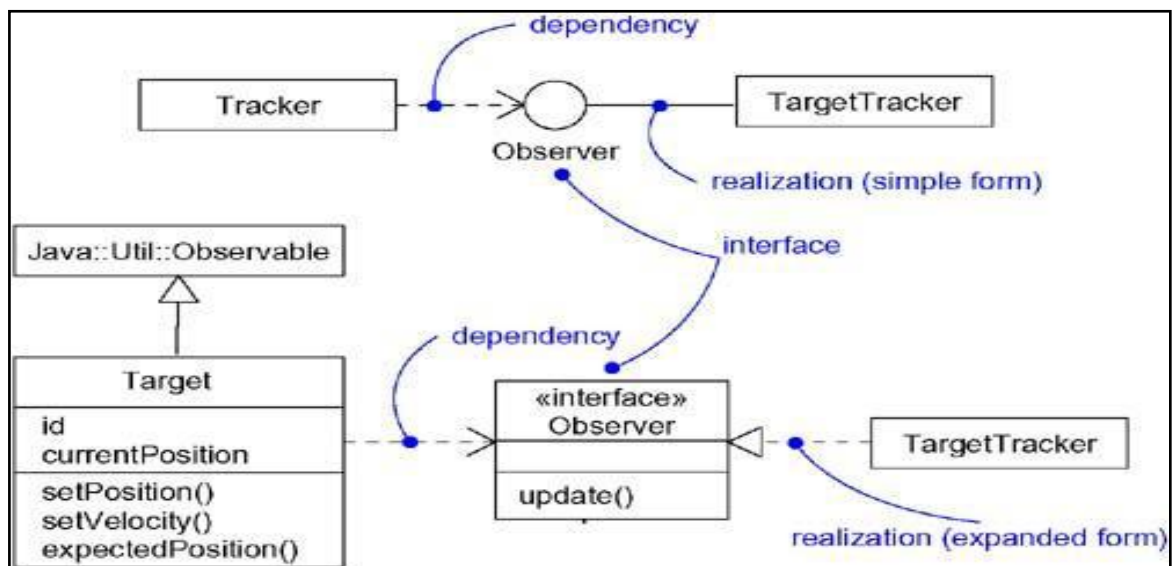 dependency
Tracker
TargetTracker
Observer
realization (simple form)
Java::Util::Observable
interface
dependency
Target
id
currentPosition
setPosition()
setVelocity()
expectedPosition()
«interface»
Observer
update()
TargetTracker
realization (expanded form)